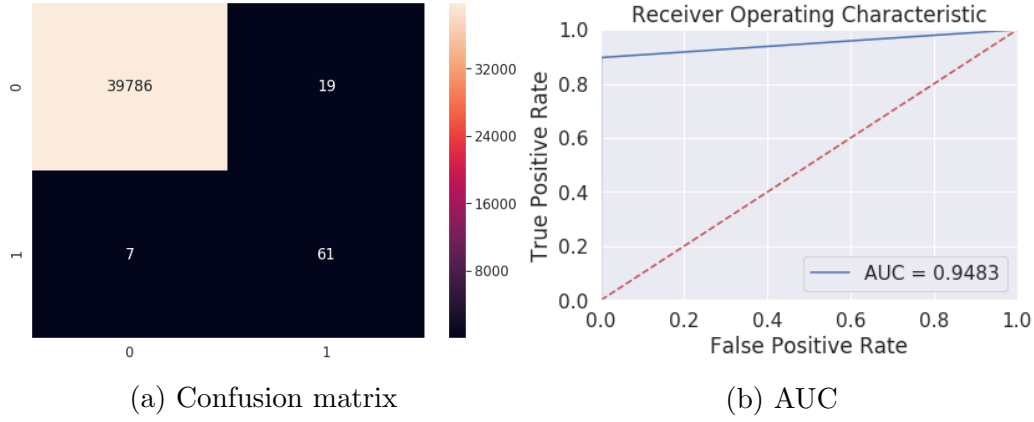 0
39786
19
1
7
61
0
1
32000
24000
16000
8000
(a) Confusion matrix
Receiver Operating Characteristic
True Positive Rate
1.0
0.8
0.6
0.4
0.2
0.0
AUC = 0.9483
0.0 0.2 0.4 0.6 0.8 1.0
False Positive Rate
(b) AUC